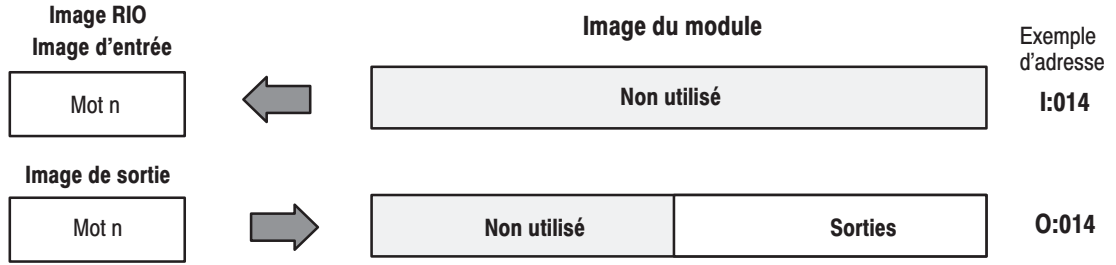 Image RIO
Image d'entrée
Image du module
Exemple
d'adresse
Mot n
Non utilisé
I:014
Image de sortie
Mot n
Non utilisé
Sorties
O:014